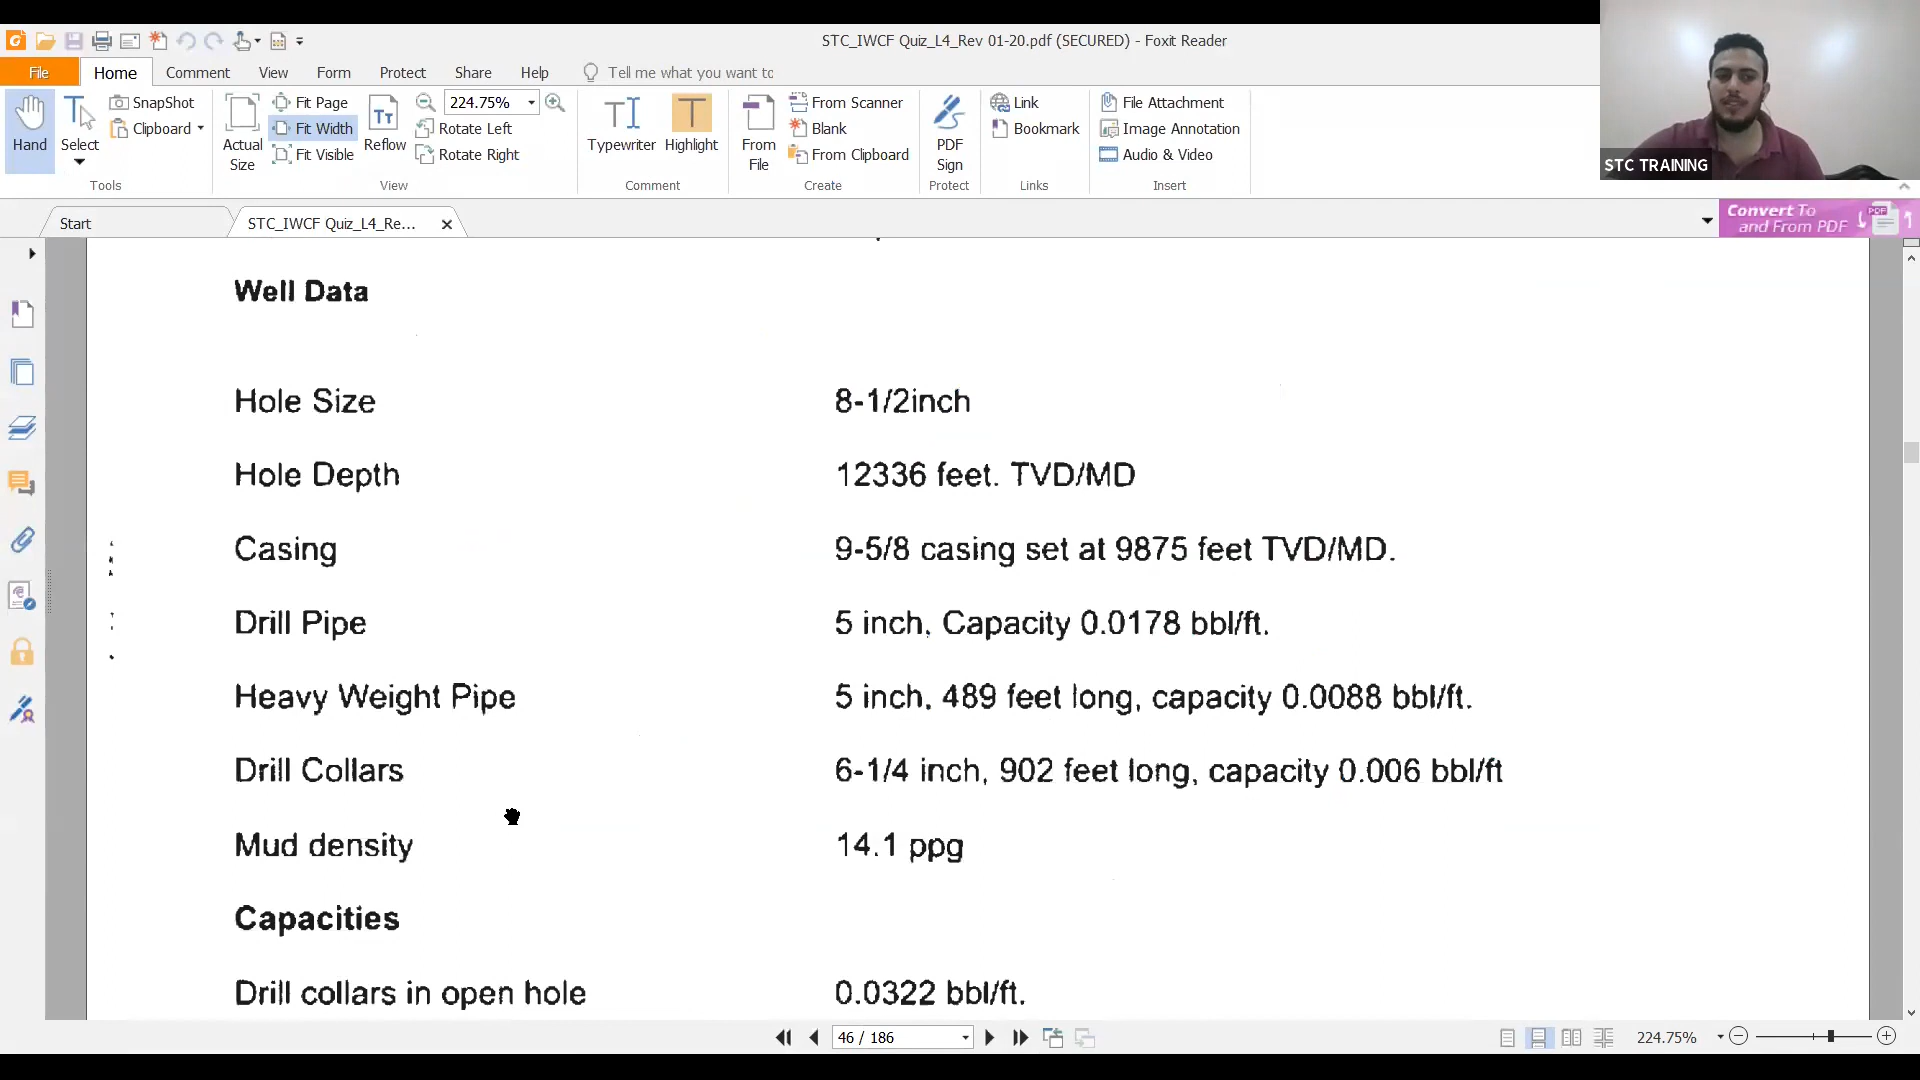 STC_IWCF Quiz_L4_Rev 01-20.pdf (SECURED) - Foxit Reader
File Home Comment View Form Protect Share Help Tell me what you want tc
Hand
Select
SnapShot
Clipboard
Tools
Actual Size
Fit Page
Fit Width
Fit Visible
Reflow
224.75%
Rotate Left
Rotate Right
View
Typewriter
Highlight
Comment
From File
From Scanner
Blank
From Clipboard
Create
PDF Sign
Protect
Link
Bookmark
Links
File Attachment
Image Annotation
Audio & Video
Insert
STC TRAINING
Start
STC_IWCF Quiz_L4_Re...
Convert To
and From PDF
PDF
Well Data
Hole Size 8-1/2inch
Hole Depth 12336 feet. TVD/MD
Casing 9-5/8 casing set at 9875 feet TVD/MD.
Drill Pipe 5 inch, Capacity 0.0178 bbl/ft.
Heavy Weight Pipe 5 inch, 489 feet long, capacity 0.0088 bbl/ft.
Drill Collars 6-1/4 inch, 902 feet long, capacity 0.006 bbl/ft
Mud density 14.1 ppg
Capacities
Drill collars in open hole 0.0322 bbl/ft.
46 / 186
224.75%